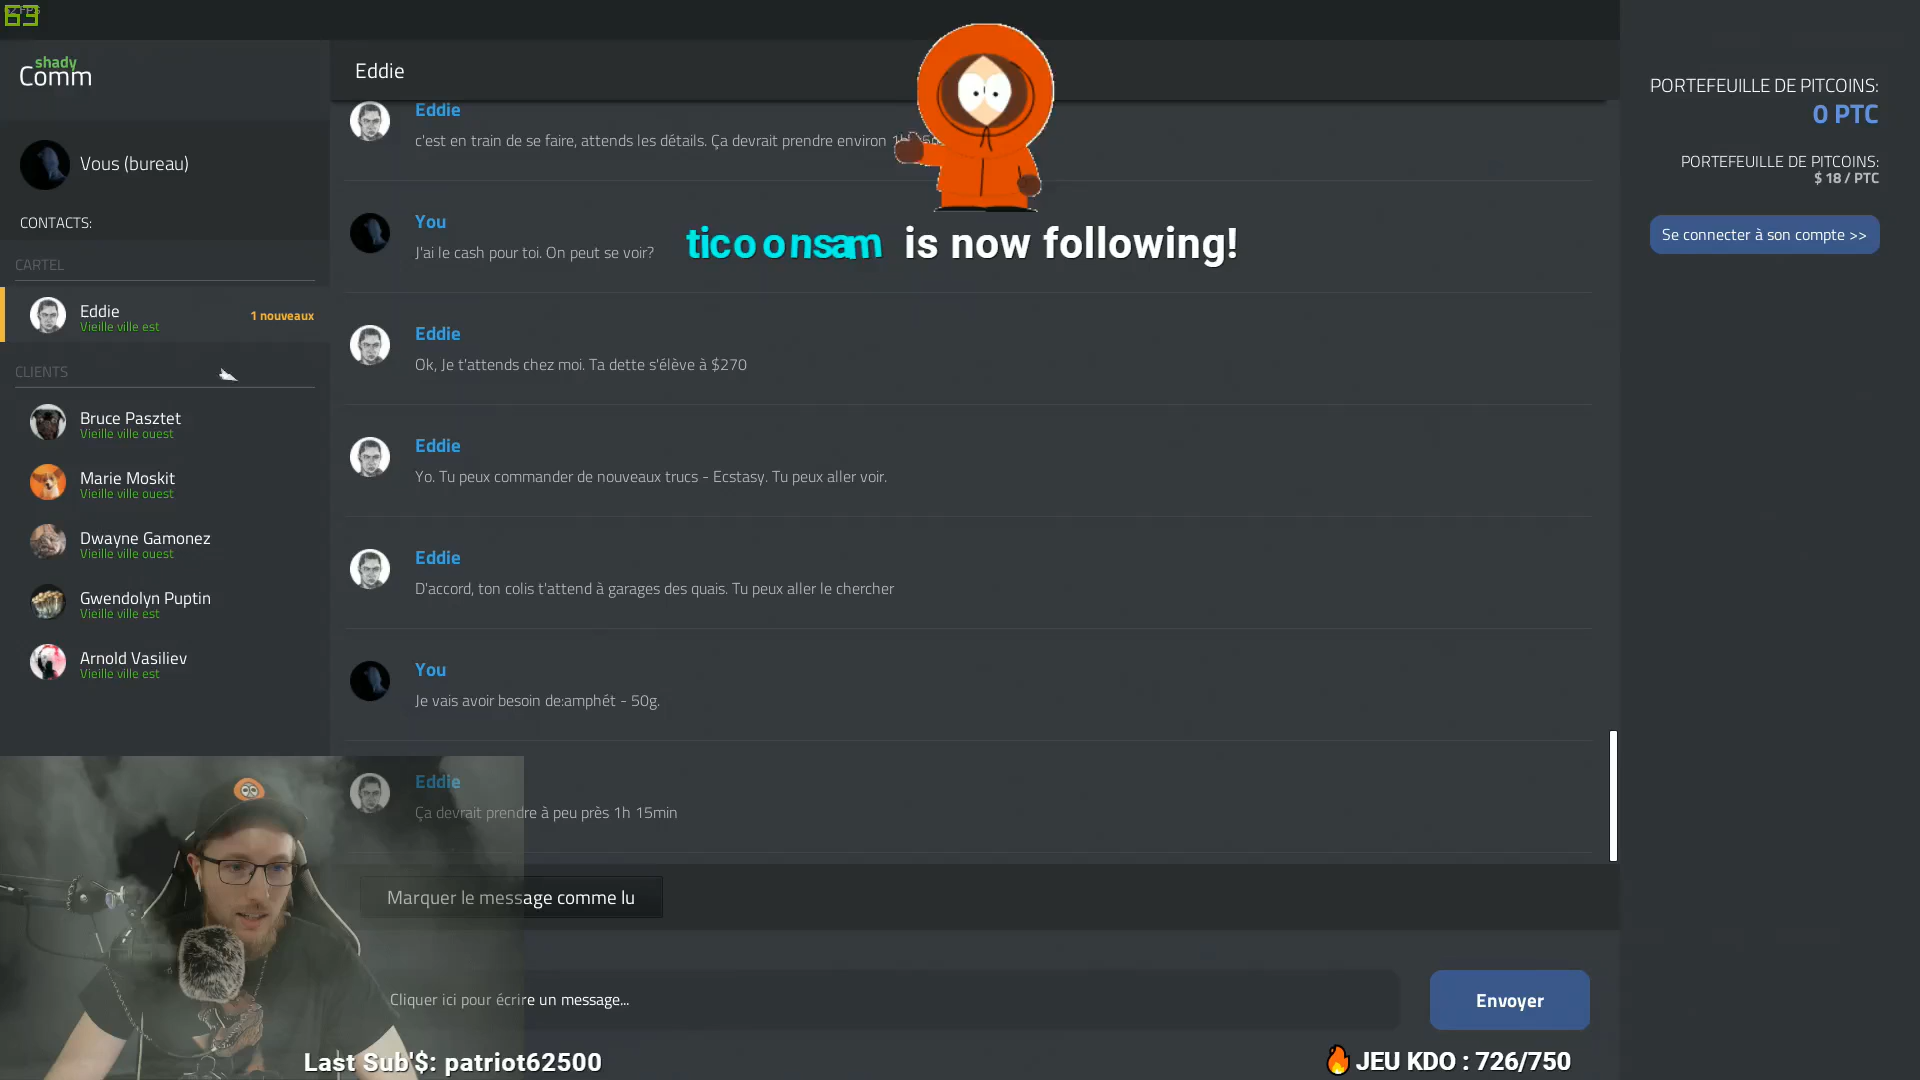 63
shady
Comm
Vous (bureau)
CONTACTS:
CARTEL
Eddie
Vieille ville est
1 nouveaux
CLIENTS
Bruce Pasztet
Vieille ville ouest
Marie Moskit
Vieille ville ouest
Dwayne Gamonez
Vieille ville ouest
Gwendolyn Puptin
Vieille ville est
Arnold Vasiliev
Vieille ville est
Eddie
Eddie
c'est en train de se faire, attends les détails. Ça devrait prendre environ
You
J'ai le cash pour toi. On peut se voir?
ticoonsam is now following!
Eddie
Ok, Je t'attends chez moi. Ta dette s'élève à $270
Eddie
Yo. Tu peux commander de nouveaux trucs - Ecstasy. Tu peux aller voir.
Eddie
D'accord, ton colis t'attend à garages des quais. Tu peux aller le chercher
You
Je vais avoir besoin de:amphét - 50g.
Eddie
Ça devrait prendre à peu près 1h 15min
Marquer le message comme lu
Cliquer ici pour écrire un message...
Envoyer
PORTEFEUILLE DE PITCOINS:
0 PTC
PORTEFEUILLE DE PITCOINS:
$ 18 / PTC
Se connecter à son compte >>
Last Sub'$: patriot62500
JEU KDO : 726/750